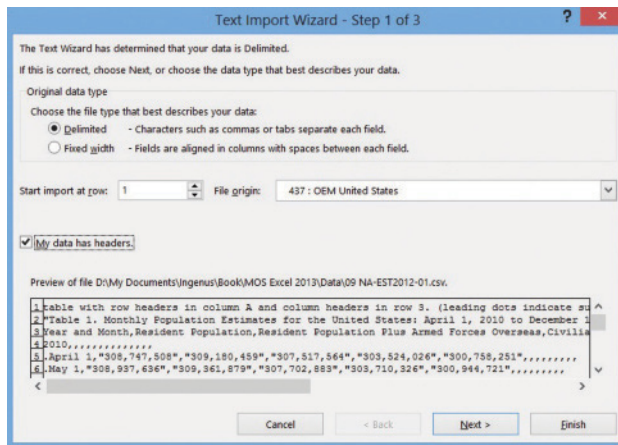 Text Import Wizard - Step 1 of 3
?
×
The Text Wizard has determined that your data is Delimited.
If this is correct, choose Next, or choose the data type that best describes your data.
Original data type
Choose the file type that best describes your data:
Delimited - Characters such as commas or tabs separate each field.
Fixed width - Fields are aligned in columns with spaces between each field.
Start import at row: 1 File origin: 437 : OEM United States
My data has headers.
Preview of file D:\My Documents\Ingenus\Book\MOS Excel 2013\Data\09 NA-EST2012-01.csv.
1 table with row headers in column A and column headers in row 3. (leading dots indicate su
2 "Table 1. Monthly Population Estimates for the United States: April 1, 2010 to December 1
3 Year and Month,Resident Population,Resident Population Plus Armed Forces Overseas,Civilia
4 2010,,,,,,,,,,,,,,
5 .April 1,"308,747,508","309,180,459","307,517,564","303,524,026","300,758,251",,,,,,,,,
6 .May 1,"308,937,636","309,361,879","307,702,883","303,710,326","300,944,721",,,,,,,,,
Cancel < Back Next > Finish